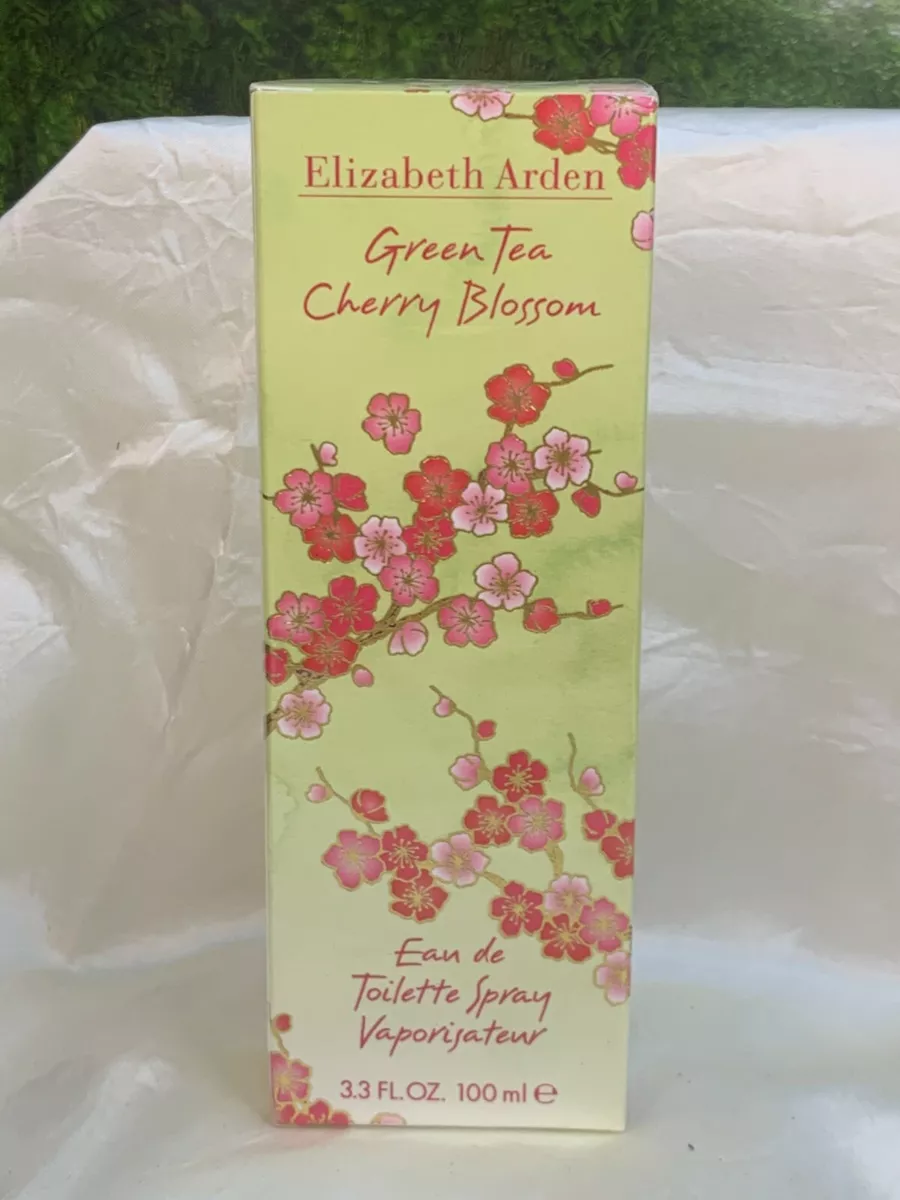 Elizabeth Arden
Green Tea
Cherry Blossom
Eau de
Toilette Spray
Vaporisateur
3.3 FL.OZ. 100 ml ℮